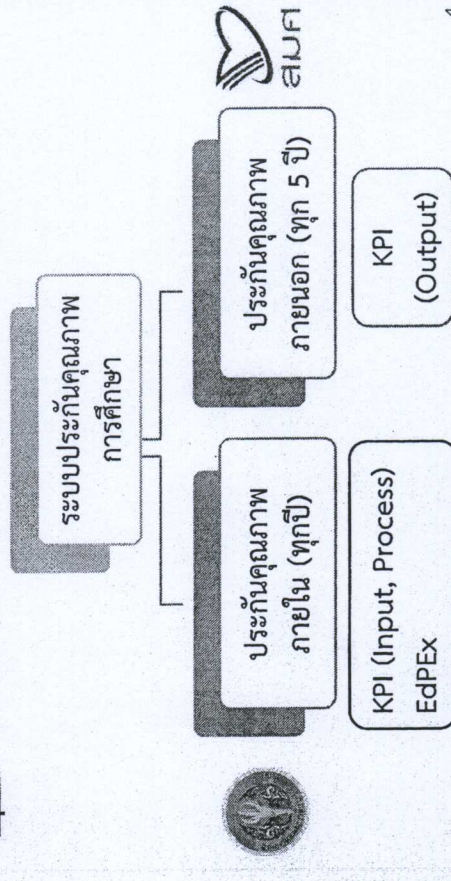 ระบบประกันคุณภาพ
การศึกษา
ประกันคุณภาพ
ภายใน (ทุกปี)
ประกันคุณภาพ
ภายนอก (ทุก 5 ปี)
สมศ
KPI (Input, Process)
EdPEx
KPI
(Output)